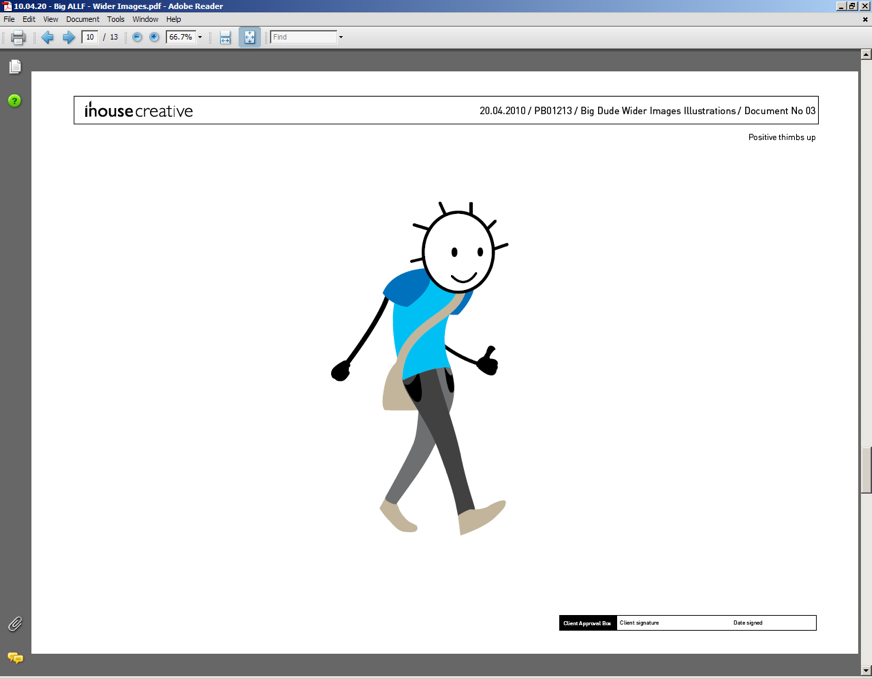 10.04.20 - Big ALLF - Wider Images.pdf - Adobe Reader
File Edit View Document Tools Window Help
10 / 13 66.7% Find
ihouse creative
20.04.2010 / PB01213 / Big Dude Wider Images Illustrations / Document No 03
Positive thimbs up
Client Approval Box Client signature Date signed